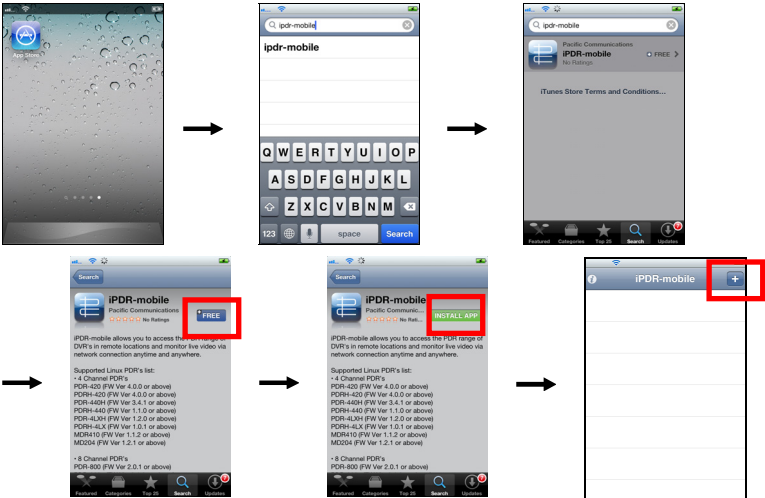 App Store
ipdr-mobile
ipdr-mobile
Q W E R T Y U I O P
A S D F G H J K L
Z X C V B N M
123 space Search
ipdr-mobile
Pacific Communications
iPDR-mobile
FREE
No Ratings
iTunes Store Terms and Conditions...
Featured Categories Top 25 Search Updates
7
Search
iPDR-mobile
Pacific Communications
No Ratings
FREE
iPDR-mobile allows you to access the PDR range of
DVR's in remote locations and monitor live video via
network connection anytime and anywhere.
Supported Linux PDR's list:
- 4 Channel PDR's
PDR-420 (FW Ver 4.0.0 or above)
PDRH-420 (FW Ver 4.0.0 or above)
PDR-440H (FW Ver 3.4.1 or above)
PDRH-440 (FW Ver 1.1.0 or above)
PDR-4LXH (FW Ver 1.2.0 or above)
PDRH-4LX (FW Ver 1.0.1 or above)
MDR410 (FW Ver 1.1.2 or above)
MD204 (FW Ver 1.2.1 or above)
- 8 Channel PDR's
PDR-800 (FW Ver 2.0.1 or above)
Featured Categories Top 25 Search Updates
7
Search
iPDR-mobile
Pacific Communic...
No Rati...
INSTALL APP
iPDR-mobile allows you to access the PDR range of
DVR's in remote locations and monitor live video via
network connection anytime and anywhere.
Supported Linux PDR's list:
- 4 Channel PDR's
PDR-420 (FW Ver 4.0.0 or above)
PDRH-420 (FW Ver 4.0.0 or above)
PDR-440H (FW Ver 3.4.1 or above)
PDRH-440 (FW Ver 1.1.0 or above)
PDR-4LXH (FW Ver 1.2.0 or above)
PDRH-4LX (FW Ver 1.0.1 or above)
MDR410 (FW Ver 1.1.2 or above)
MD204 (FW Ver 1.2.1 or above)
- 8 Channel PDR's
PDR-800 (FW Ver 2.0.1 or above)
Featured Categories Top 25 Search Updates
7
iPDR-mobile
+